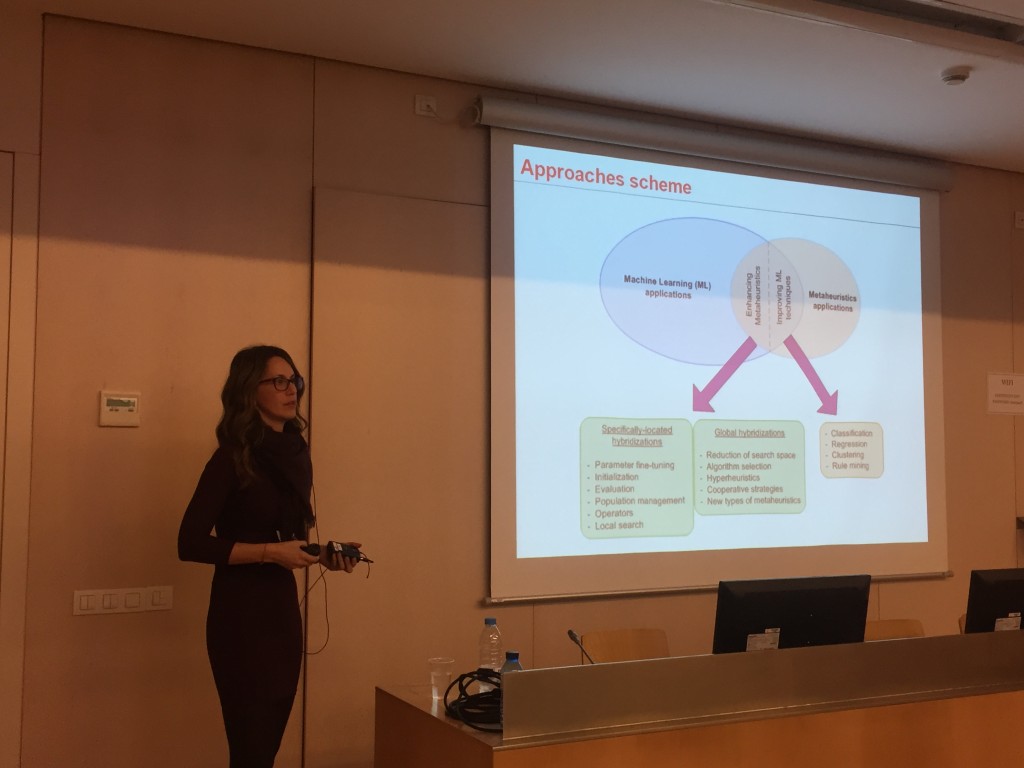 Approaches scheme
Machine Learning (ML)
applications
Enhancing
Metaheuristics
Improving ML
techniques
Metaheuristics
applications
Specifically-located
hybridizations
- Parameter fine-tuning
- Initialization
- Evaluation
- Population management
- Operators
- Local search
Global hybridizations
- Reduction of search space
- Algorithm selection
- Hyperheuristics
- Cooperative strategies
- New types of metaheuristics
- Classification
- Regression
- Clustering
- Rule mining